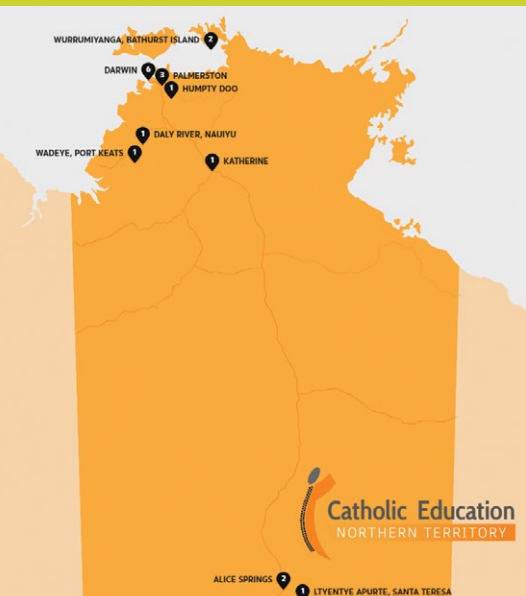 WURRUMIYANGA, BATHURST ISLAND 2
DARWIN 6
3 PALMERSTON
1 HUMPTY DOO
1 DALY RIVER, NAUIYU
WADEYE, PORT KEATS 1
1 KATHERINE
Catholic Education
NORTHERN TERRITORY
ALICE SPRINGS 2
1 LTYENTYE APURTE, SANTA TERESA